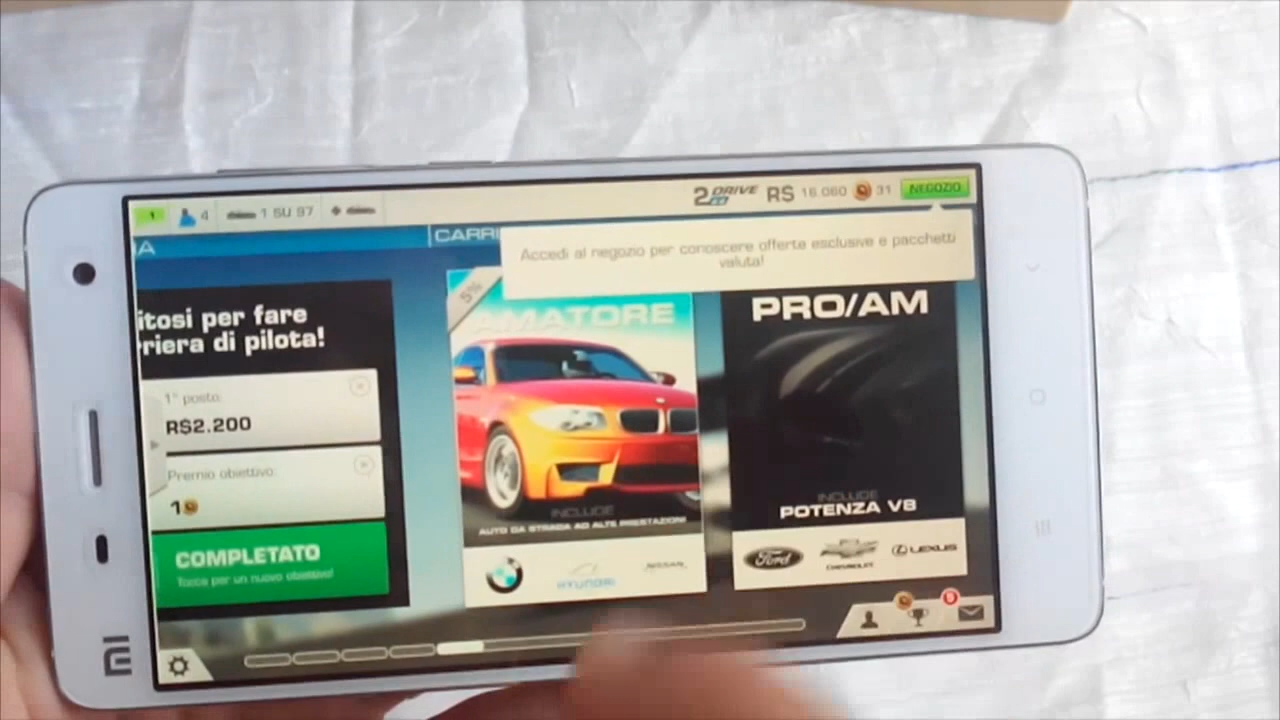 1
4
1 SU 97
2 DRIVE
R$ 16.060
31
NEGOZIO
Accedi al negozio per conoscere offerte esclusive e pacchetti
valuta!
CARRI
itosi per fare
riera di pilota!
1° posto:
R$2.200
Premio obiettivo:
1
COMPLETATO
Tocca per un nuovo obiettivo!
5%
AMATORE
INCLUDE
AUTO DA STRADA AD ALTE PRESTAZIONI
HYUNDAI
NISSAN
PRO/AM
INCLUDE
POTENZA V8
Ford
CHEVROLET
LEXUS